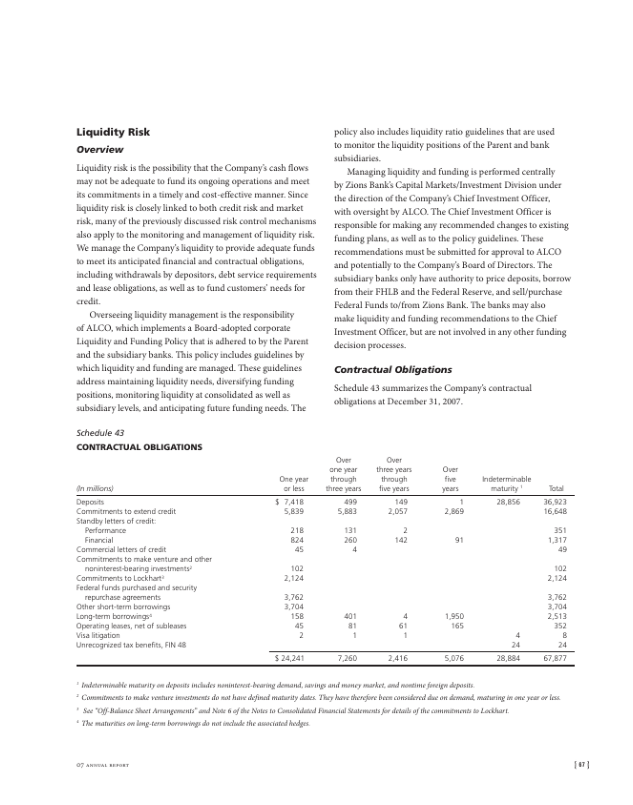 Liquidity Risk
Overview
Liquidity risk is the possibility that the Company's cash flows
may not be adequate to fund its ongoing operations and meet
its commitments in a timely and cost-effective manner. Since
liquidity risk is closely linked to both credit risk and market
risk, many of the previously discussed risk control mechanisms
also apply to the monitoring and management of liquidity risk.
We manage the Company's liquidity to provide adequate funds
to meet its anticipated financial and contractual obligations,
including withdrawals by depositors, debt service requirements
and lease obligations, as well as to fund customers' needs for
credit.
Overseeing liquidity management is the responsibility
of ALCO, which implements a Board-adopted corporate
Liquidity and Funding Policy that is adhered to by the Parent
and the subsidiary banks. This policy includes guidelines by
which liquidity and funding are managed. These guidelines
address maintaining liquidity needs, diversifying funding
positions, monitoring liquidity at consolidated as well as
subsidiary levels, and anticipating future funding needs. The
policy also includes liquidity ratio guidelines that are used
to monitor the liquidity positions of the Parent and bank
subsidiaries.
Managing liquidity and funding is performed centrally
by Zions Bank's Capital Markets/Investment Division under
the direction of the Company's Chief Investment Officer,
with oversight by ALCO. The Chief Investment Officer is
responsible for making any recommended changes to existing
funding plans, as well as to the policy guidelines. These
recommendations must be submitted for approval to ALCO
and potentially to the Company's Board of Directors. The
subsidiary banks only have authority to price deposits, borrow
from their FHLB and the Federal Reserve, and sell/purchase
Federal Funds to/from Zions Bank. The banks may also
make liquidity and funding recommendations to the Chief
Investment Officer, but are not involved in any other funding
decision processes.
Contractual Obligations
Schedule 43 summarizes the Company's contractual
obligations at December 31, 2007.
Schedule 43
CONTRACTUAL OBLIGATIONS
Over Over
one year three years Over
One year through through five Indeterminable
(In millions) or less three years five years years maturity 1 Total
Deposits $ 7,418 499 149 1 28,856 36,923
Commitments to extend credit 5,839 5,883 2,057 2,869 16,648
Standby letters of credit:
Performance 218 131 2 351
Financial 824 260 142 91 1,317
Commercial letters of credit 45 4 49
Commitments to make venture and other
noninterest-bearing investments2 102 102
Commitments to Lockhart3 2,124 2,124
Federal funds purchased and security
repurchase agreements 3,762 3,762
Other short-term borrowings 3,704 3,704
Long-term borrowings4 158 401 4 1,950 2,513
Operating leases, net of subleases 45 81 61 165 352
Visa litigation 2 1 1 4 8
Unrecognized tax benefits, FIN 48 24 24
$ 24,241 7,260 2,416 5,076 28,884 67,877
1 Indeterminable maturity on deposits includes noninterest-bearing demand, savings and money market, and nontime foreign deposits.
2 Commitments to make venture investments do not have defined maturity dates. They have therefore been considered due on demand, maturing in one year or less.
3 See "Off-Balance Sheet Arrangements" and Note 6 of the Notes to Consolidated Financial Statements for details of the commitments to Lockhart.
4 The maturities on long-term borrowings do not include the associated hedges.
07 ANNUAL REPORT [ 87 ]